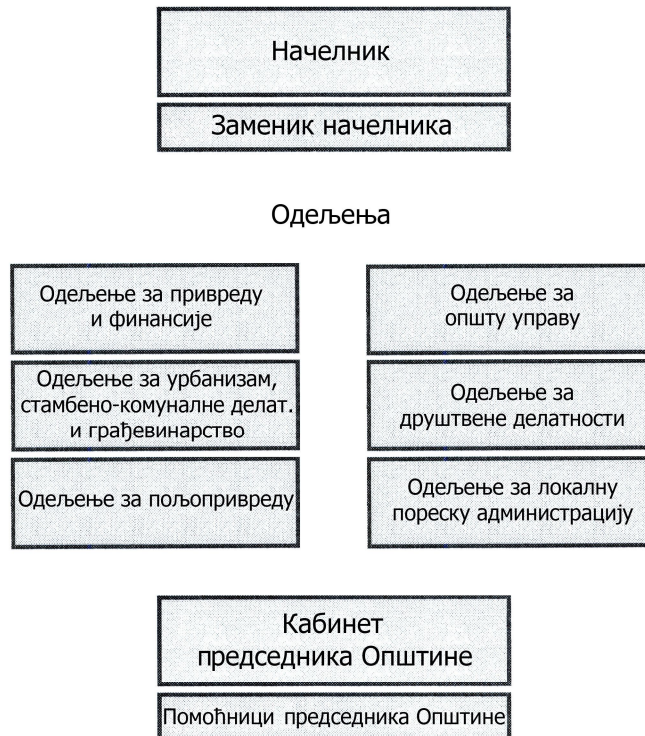 Начелник
Заменик начелника
Одељења
Одељење за привреду
и финансије
Одељење за
општу управу
Одељење за урбанизам,
стамбено-комуналне делат.
и грађевинарство
Одељење за
друштвене делатности
Одељење за пољопривреду
Одељење за локалну
пореску администрацију
Кабинет
председника Општине
Помоћници председника Општине